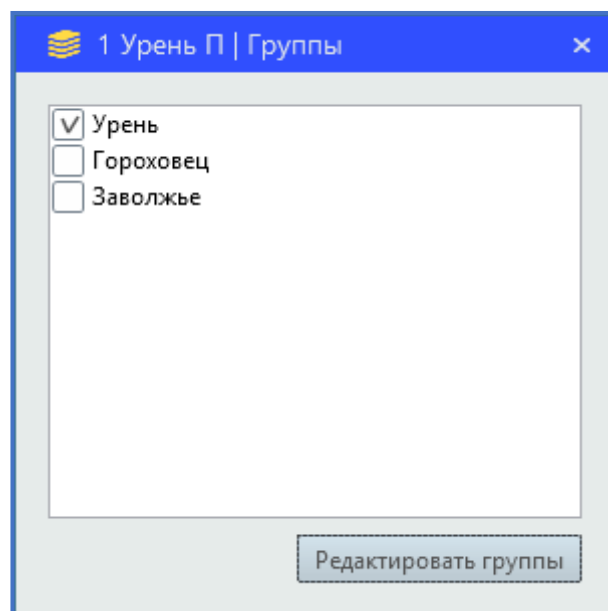 1 Урень П | Группы
Урень
Гороховец
Заволжье
Редактировать группы